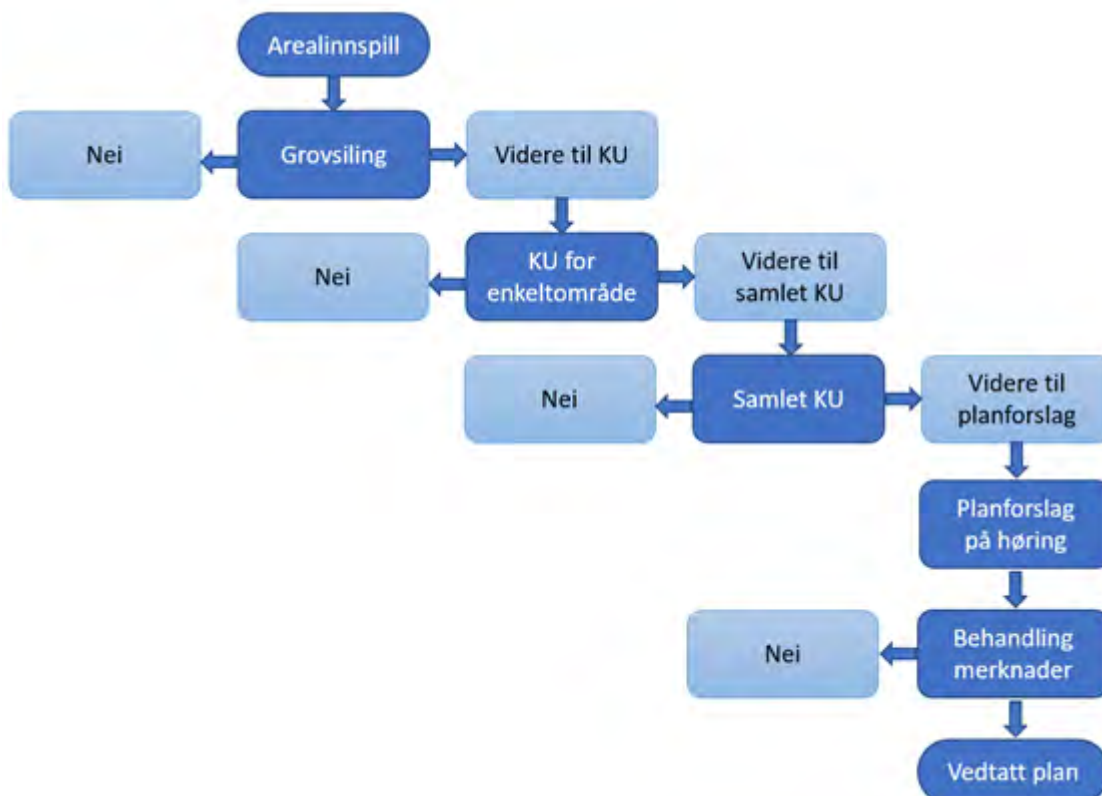 Arealinnspill
Nei
Grovsiling
Videre til KU
Nei
KU for
enkeltområde
Videre til
samlet KU
Nei
Samlet KU
Videre til
planforslag
Planforslag
på høring
Nei
Behandling
merknader
Vedtatt plan